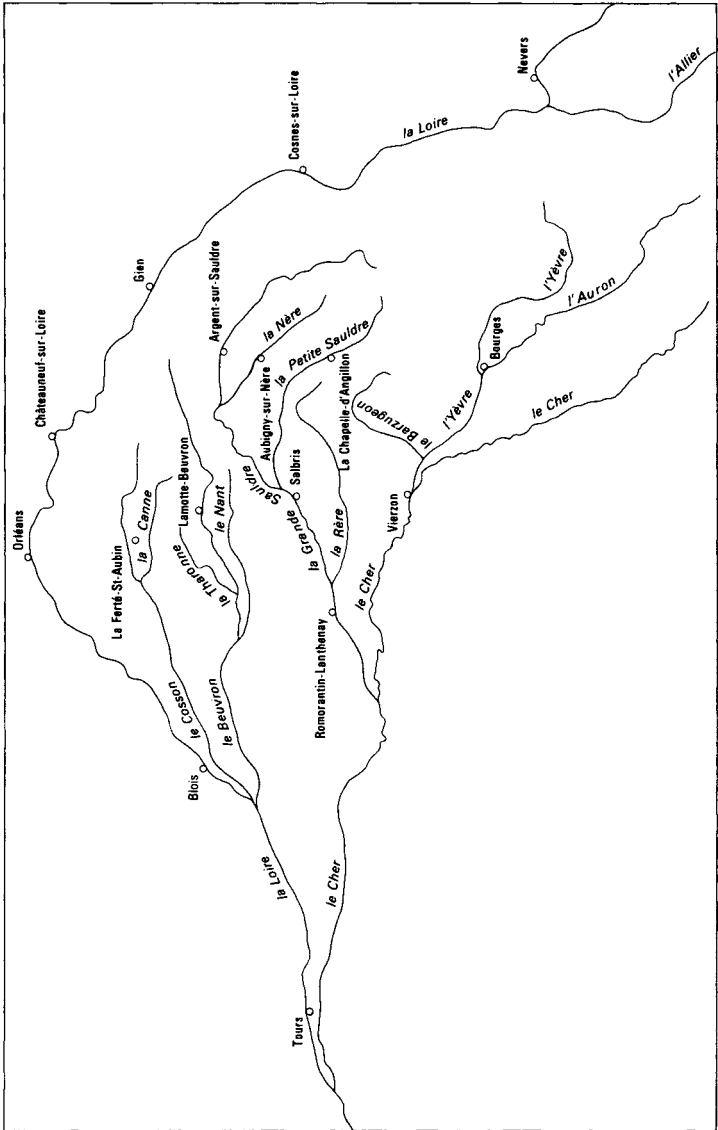 Orléans
Châteauneuf-sur-Loire
Gien
Cosnes-sur-Loire
la Loire
Nevers
l'Allier
La Ferté-St-Aubin
la Canne
Lamotte-Beuvron
le Nant
la Tharonne
Argent-sur-Sauldre
la Nère
Aubigny-sur-Nère
la Petite Sauldre
La Chapelle-d'Angillon
le Barzugeon
l'Yèvre
Bourges
l'Yèvre
l'Auron
le Cher
Blois
le Cosson
le Beuvron
la Grande Sauldre
Salbris
la Rère
Romorantin-Lanthenay
le Cher
Vierzon
la Loire
le Cher
Tours